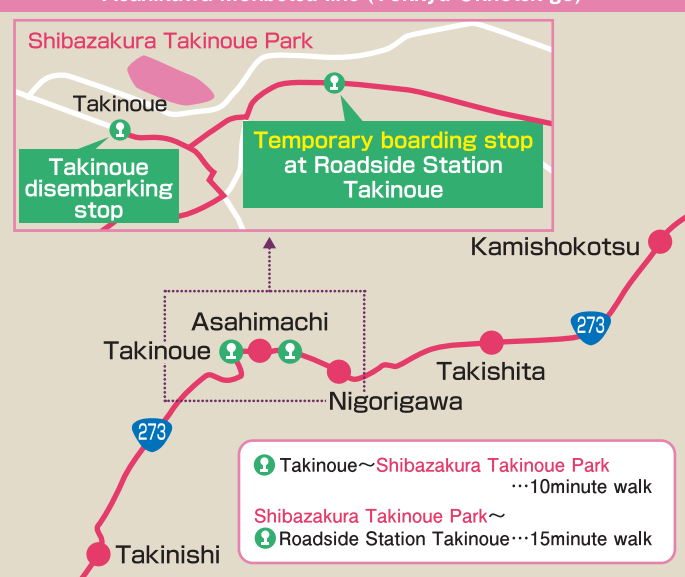 Shibazakura Takinoue Park
Takinoue
Temporary boarding stop
at Roadside Station
Takinoue
Takinoue
disembarking
stop
Kamishokotsu
273
Asahimachi
Takinoue
Takishita
Nigorigawa
273
Takinoue～Shibazakura Takinoue Park
…10minute walk
Shibazakura Takinoue Park～
Roadside Station Takinoue…15minute walk
Takinishi